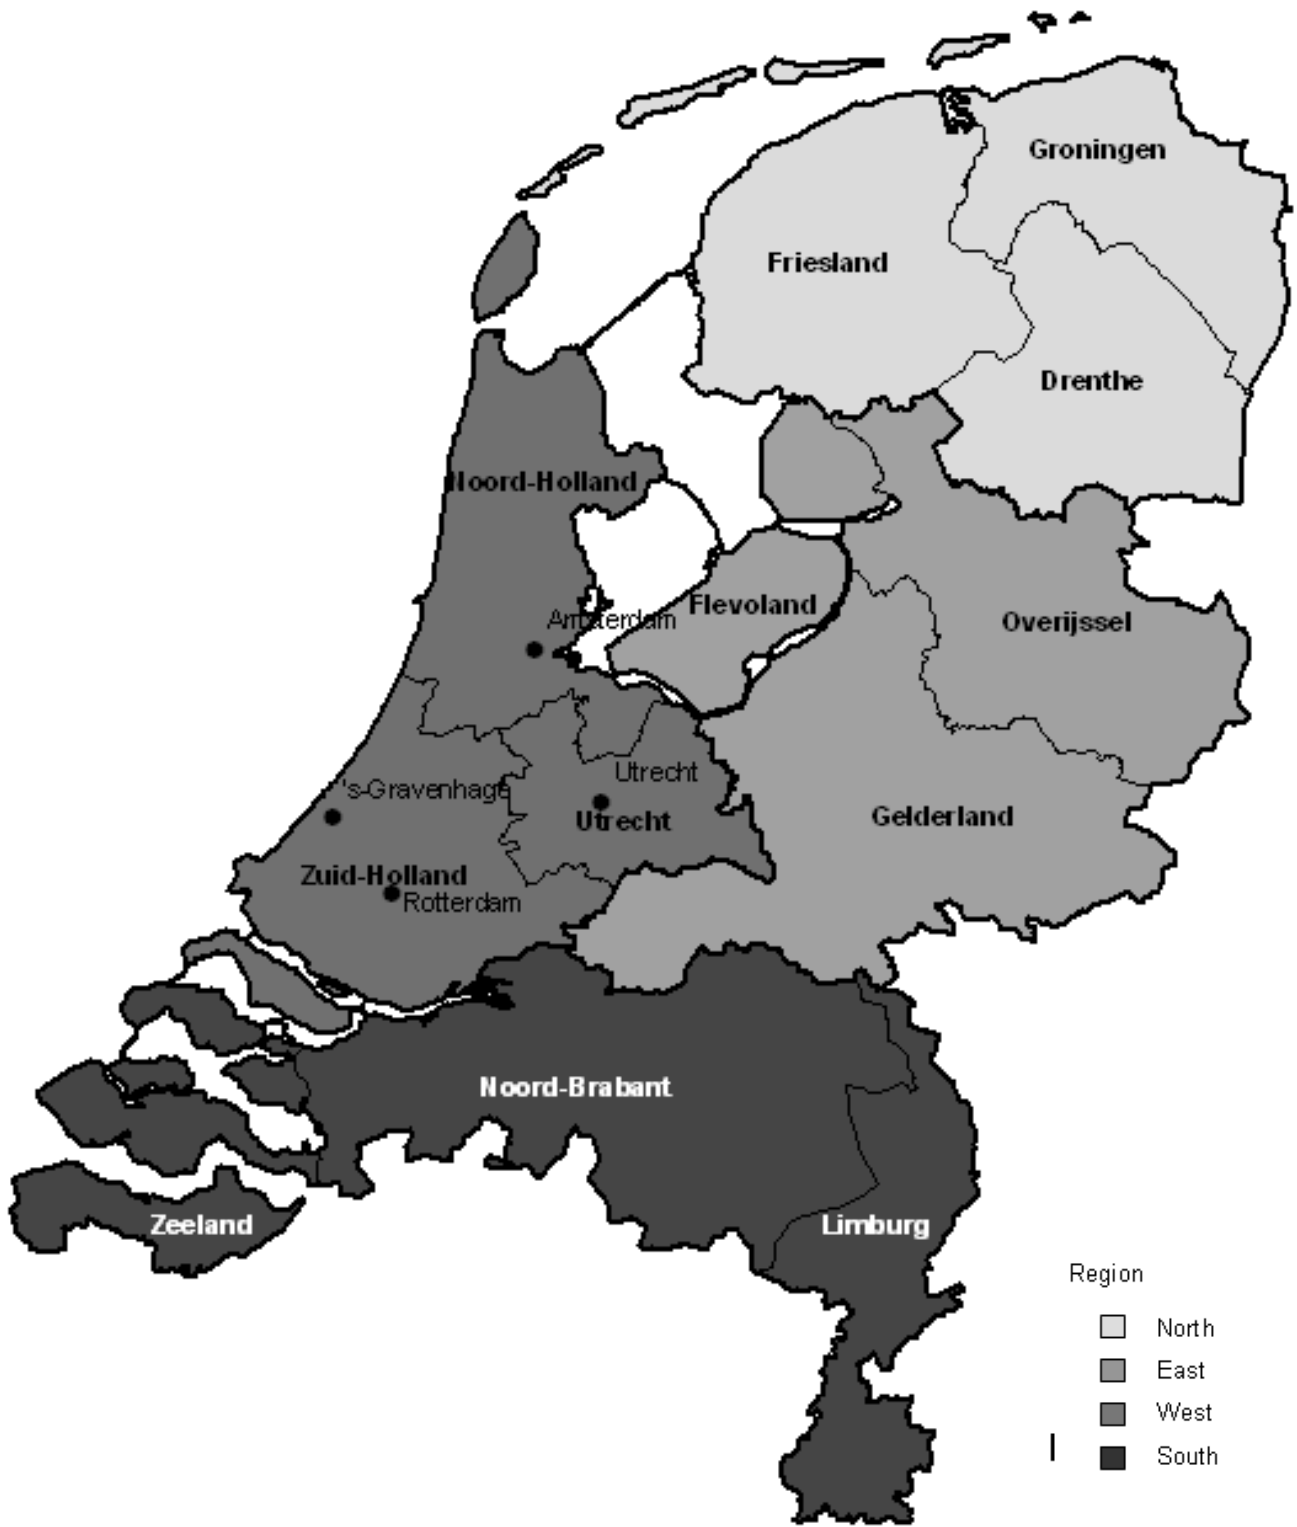 Groningen
Friesland
Drenthe
Noord-Holland
Flevoland
Amsterdam
Overijssel
Utrecht
's-Gravenhage
Gelderland
Utrecht
Zuid-Holland
Rotterdam
Noord-Brabant
Zeeland
Limburg
Region
North
East
West
South